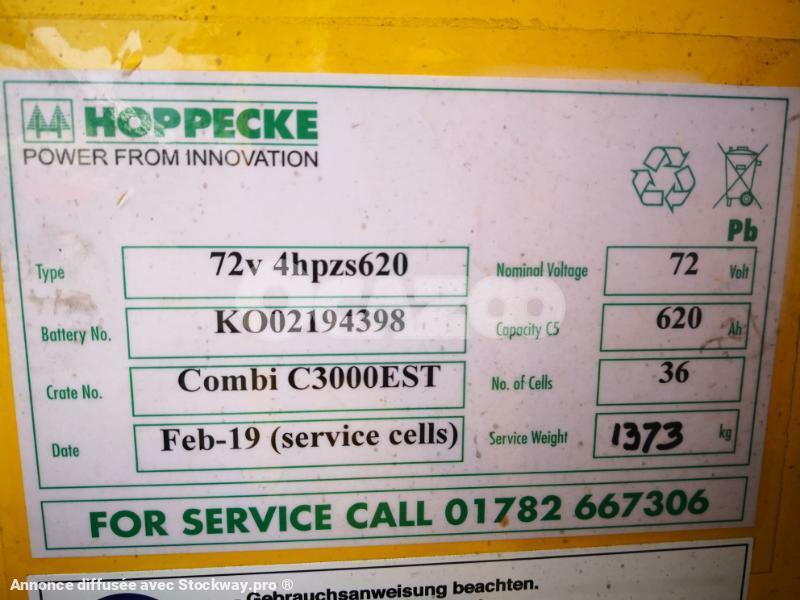 HOPPECKE
POWER FROM INNOVATION
Pb
Type 72v 4hpzs620 Nominal Voltage 72 Volt
Battery No. KO02194398 Capacity C5 620 Ah
Crate No. Combi C3000EST No. of Cells 36
Date Feb-19 (service cells) Service Weight 1373 kg
FOR SERVICE CALL 01782 667306
Gebrauchsanweisung beachten.
Annonce diffusée avec Stockway.pro ®